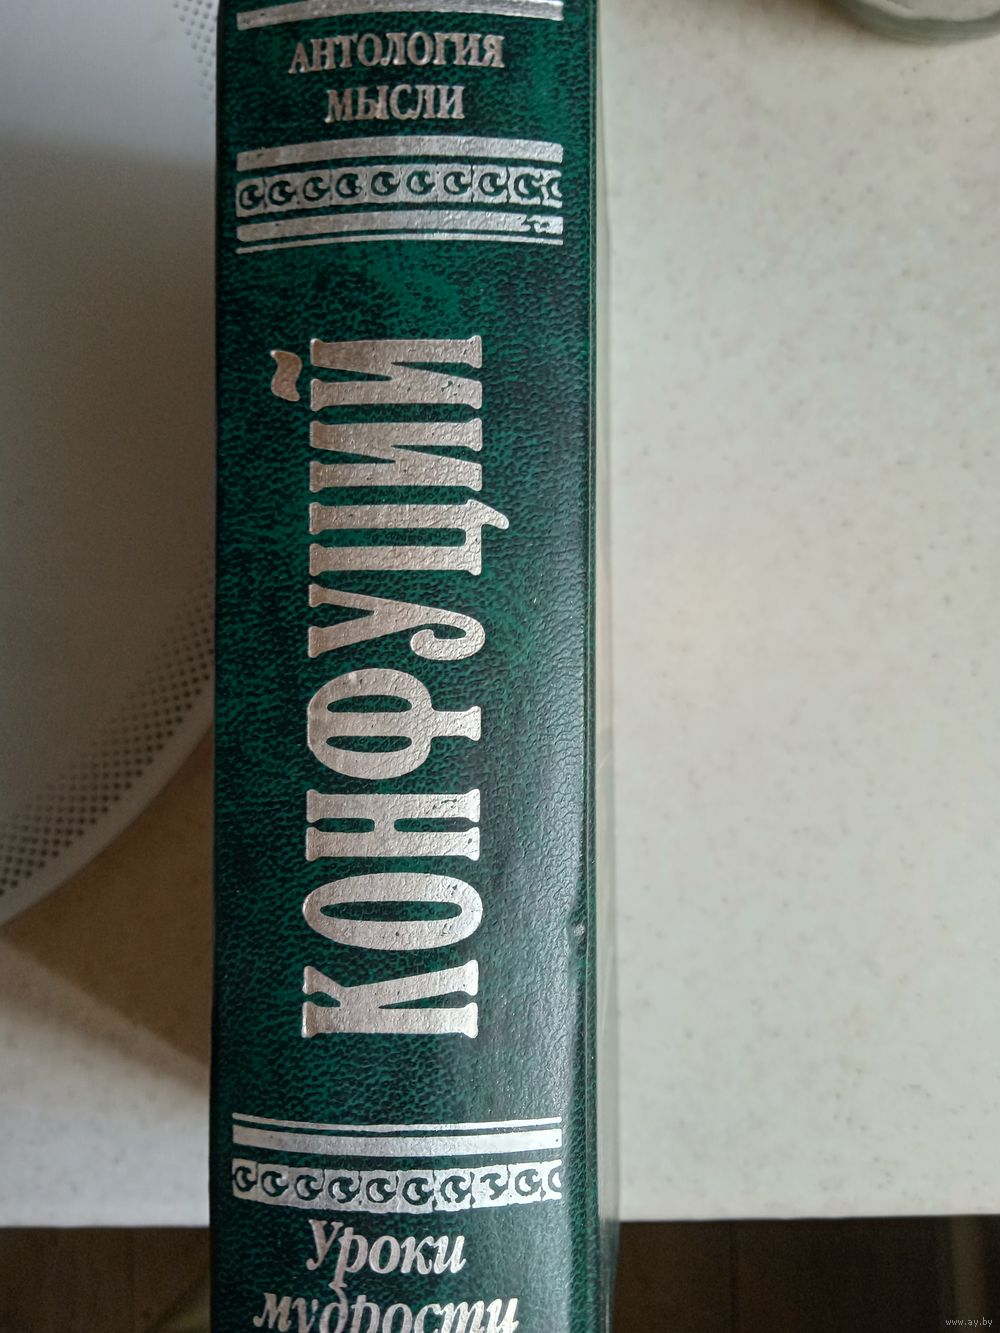 АНТОЛОГИЯ
МЫСЛИ
КОНФУЦИЙ
Уроки
мудрости
www.ay.by